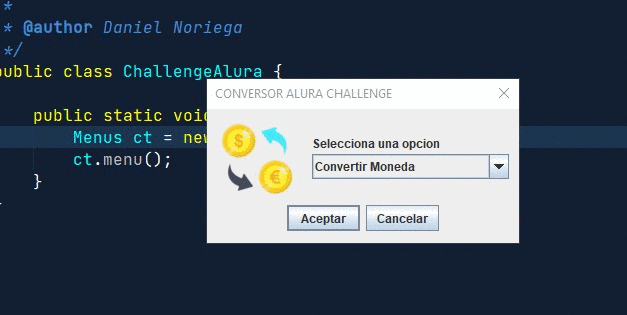 *
* @author Daniel Noriega
*/
public class ChallengeAlura {
public static void
Menus ct = new
ct.menu();
}
}
CONVERSOR ALURA CHALLENGE
$
€
Selecciona una opcion
Convertir Moneda
Aceptar
Cancelar